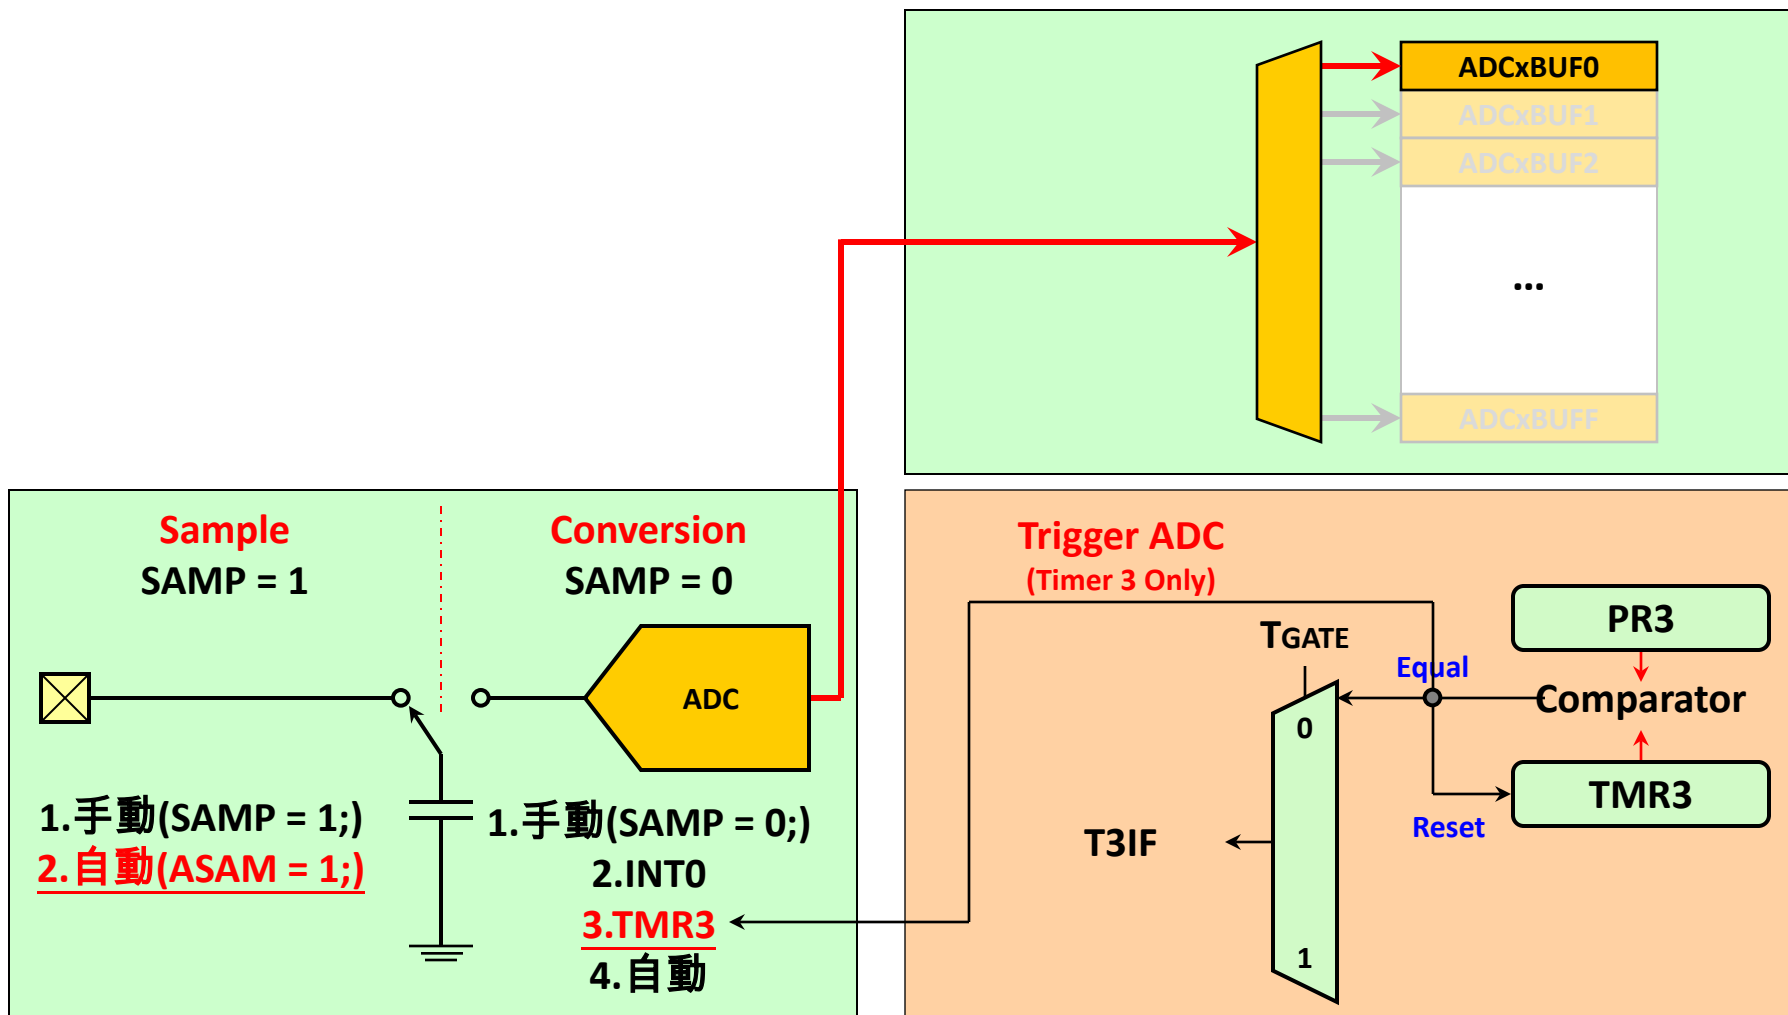 ADCxBUF0
ADCxBUF1
ADCxBUF2
...
ADCxBUFF
Sample
SAMP = 1
Conversion
SAMP = 0
ADC
1.手動(SAMP = 1;)
2.自動(ASAM = 1;)
1.手動(SAMP = 0;)
2.INT0
3.TMR3
4.自動
Trigger ADC
(Timer 3 Only)
TGATE
Equal
PR3
Comparator
TMR3
Reset
0
T3IF
1